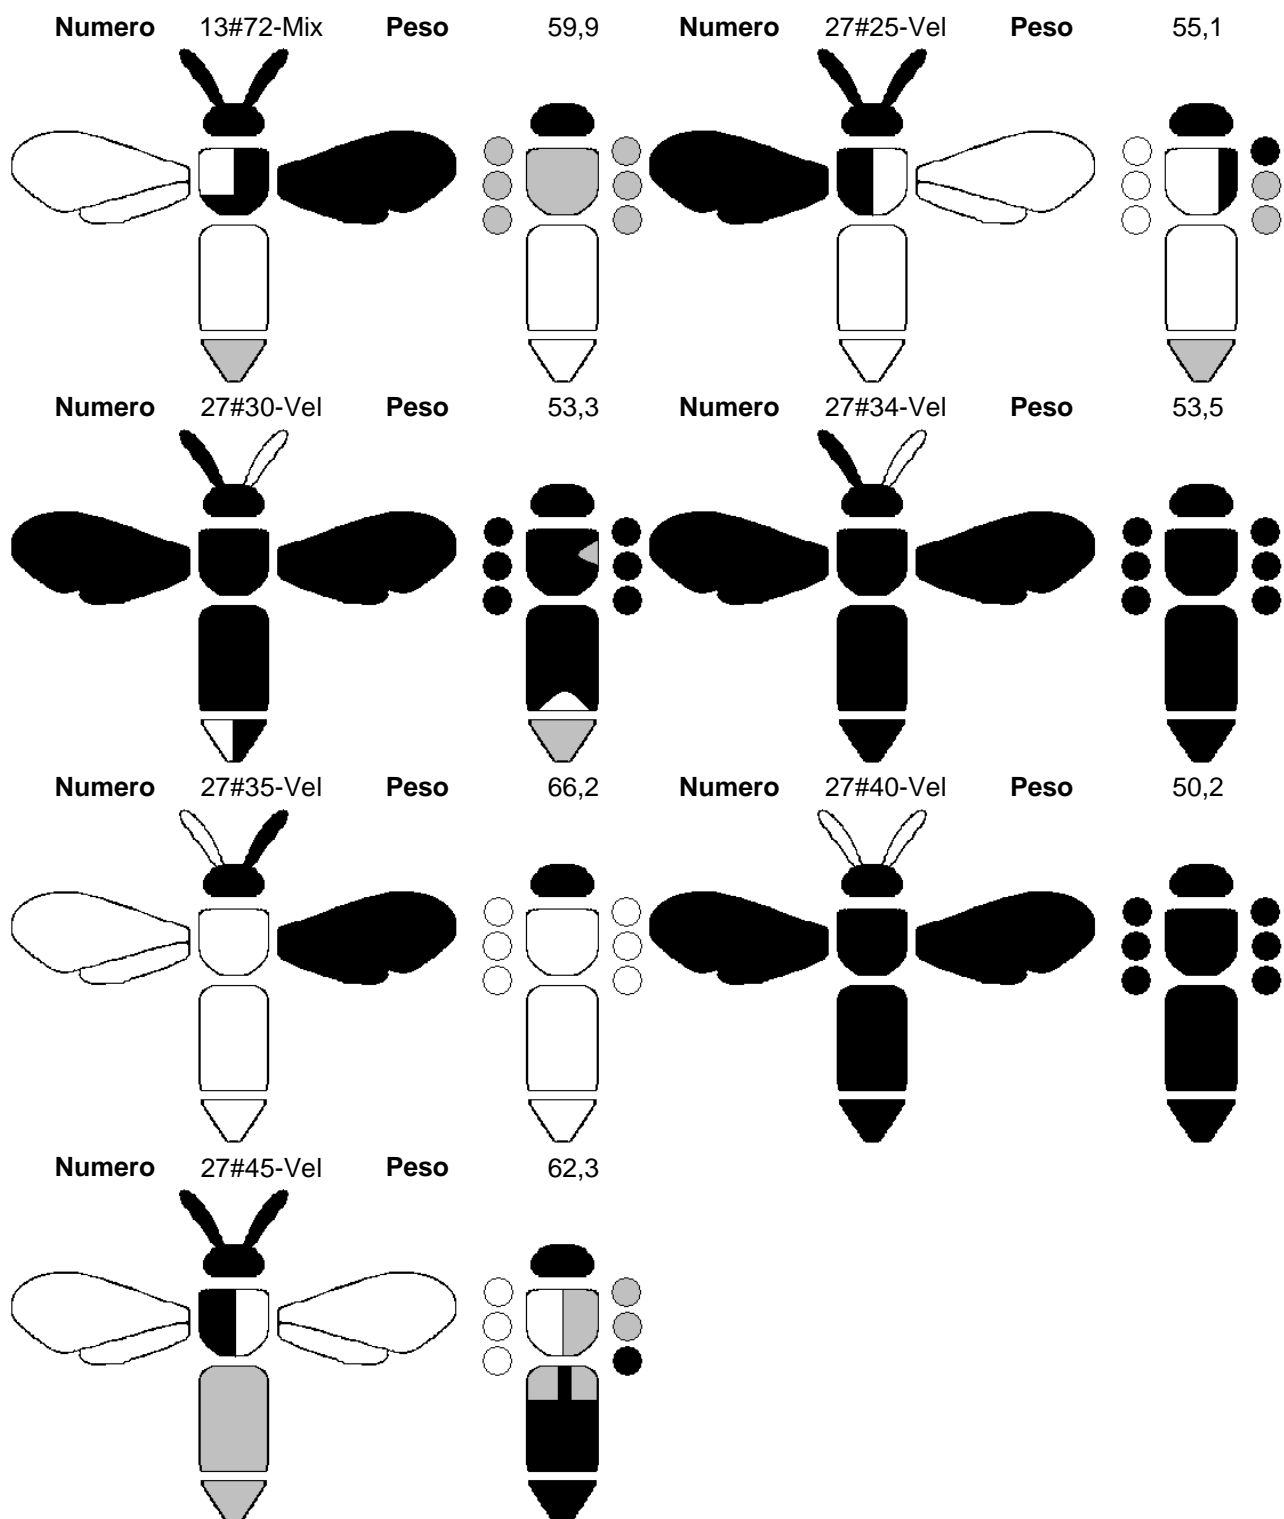 Numero 13#72-Mix Peso 59,9 Numero 27#25-Vel Peso 55,1
Numero 27#30-Vel Peso 53,3 Numero 27#34-Vel Peso 53,5
Numero 27#35-Vel Peso 66,2 Numero 27#40-Vel Peso 50,2
Numero 27#45-Vel Peso 62,3